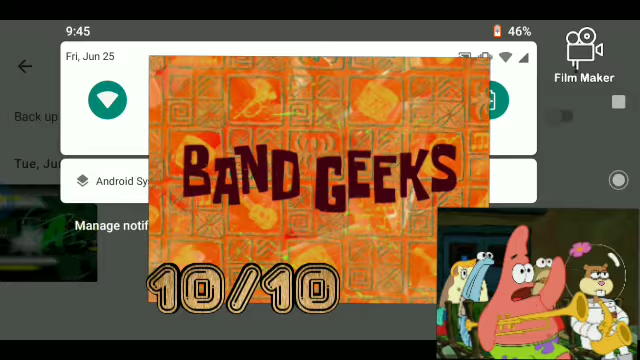 9:45
46%
Fri, Jun 25
Film Maker
Back up
BAND GEEKS
Tue, Ju
Android Sy
Manage notif
10/10